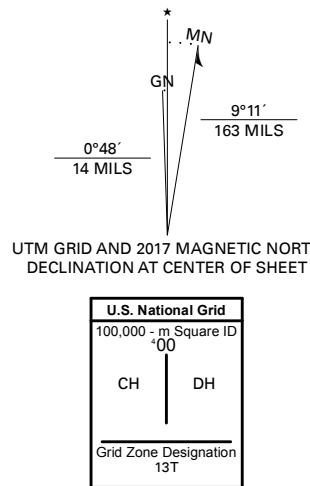 ★
MN
GN
9°11´
163 MILS
0°48´
14 MILS
UTM GRID AND 2017 MAGNETIC NORT
DECLINATION AT CENTER OF SHEET
U.S. National Grid
100,000 - m Square ID
⁴00
CH DH
Grid Zone Designation
13T